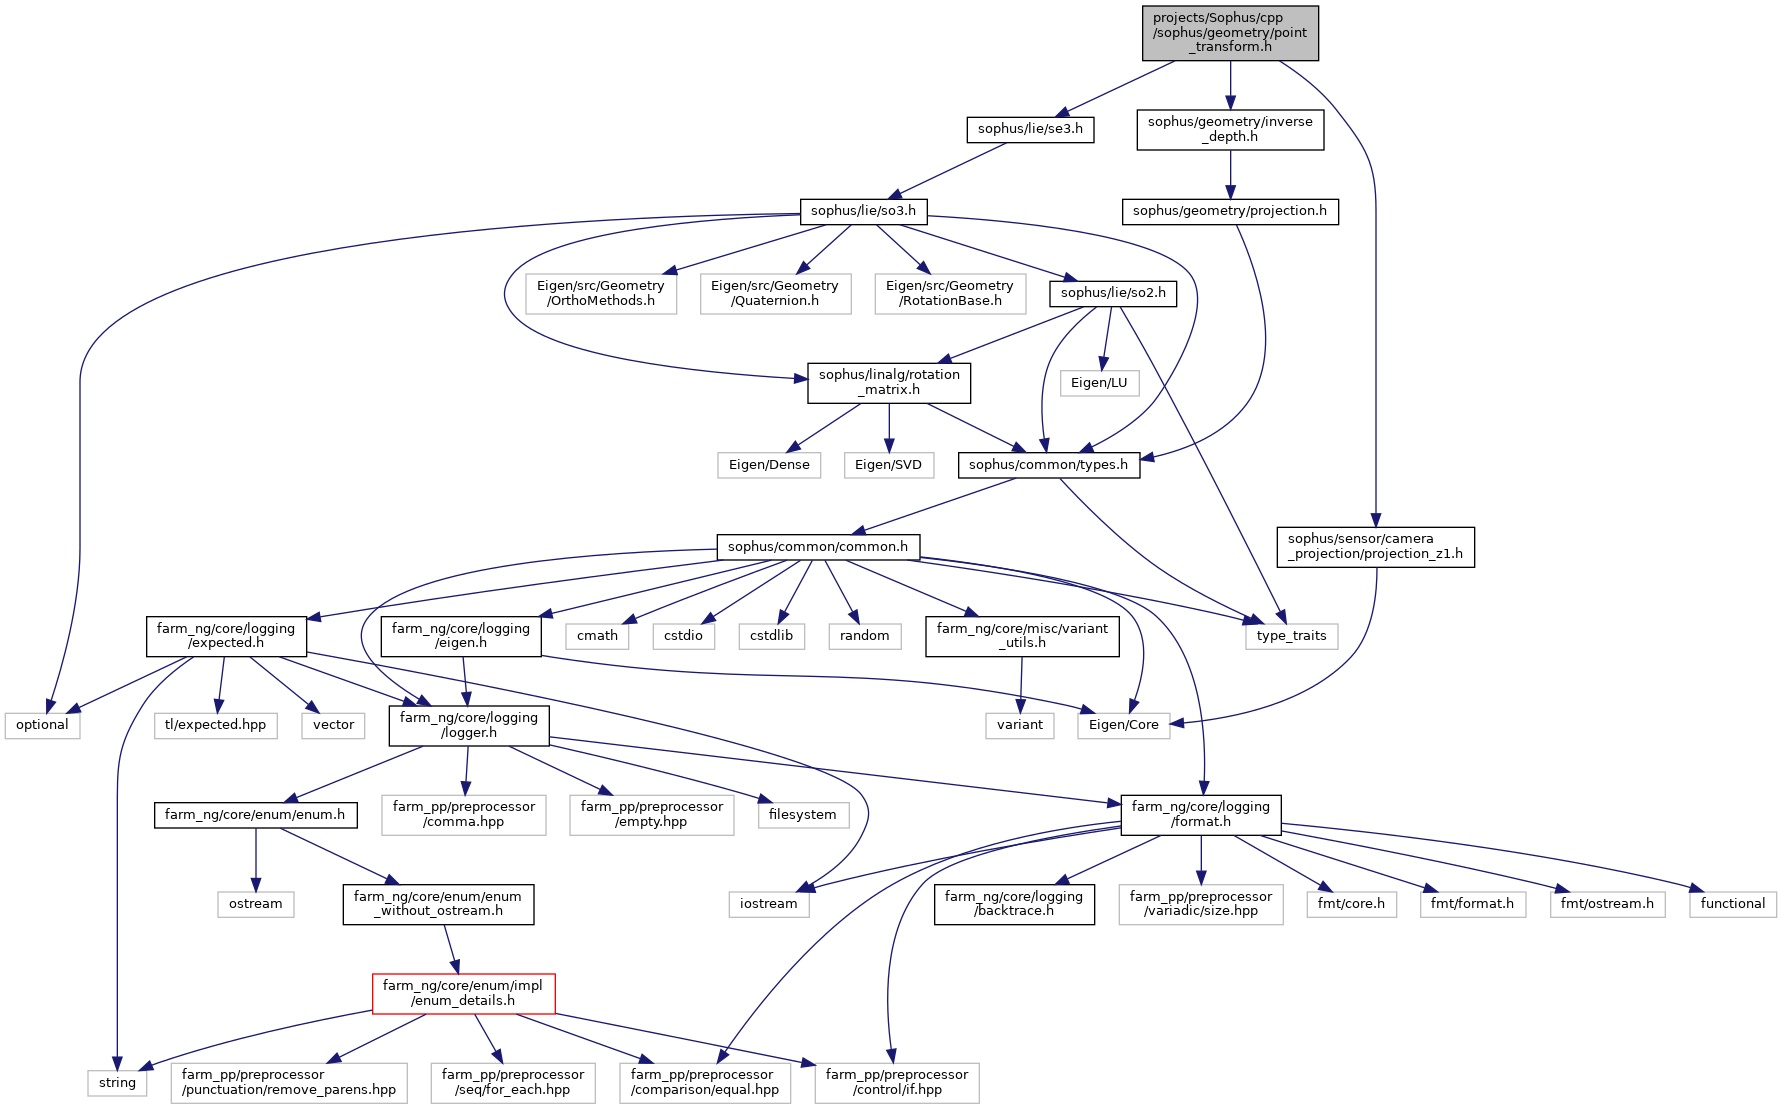 projects/Sophus/cpp
/sophus/geometry/point
_transform.h
sophus/lie/se3.h
sophus/geometry/inverse
_depth.h
sophus/lie/so3.h
sophus/geometry/projection.h
Eigen/src/Geometry
/OrthoMethods.h
Eigen/src/Geometry
/Quaternion.h
Eigen/src/Geometry
/RotationBase.h
sophus/lie/so2.h
sophus/linalg/rotation
_matrix.h
Eigen/LU
Eigen/Dense
Eigen/SVD
sophus/common/types.h
sophus/common/common.h
sophus/sensor/camera
_projection/projection_z1.h
farm_ng/core/logging
/expected.h
farm_ng/core/logging
/eigen.h
cmath
cstdio
cstdlib
random
farm_ng/core/misc/variant
_utils.h
type_traits
optional
tl/expected.hpp
vector
farm_ng/core/logging
/logger.h
variant
Eigen/Core
farm_ng/core/enum/enum.h
farm_pp/preprocessor
/comma.hpp
farm_pp/preprocessor
/empty.hpp
filesystem
farm_ng/core/logging
/format.h
ostream
farm_ng/core/enum/enum
_without_ostream.h
iostream
farm_ng/core/logging
/backtrace.h
farm_pp/preprocessor
/variadic/size.hpp
fmt/core.h
fmt/format.h
fmt/ostream.h
functional
farm_ng/core/enum/impl
/enum_details.h
string
farm_pp/preprocessor
/punctuation/remove_parens.hpp
farm_pp/preprocessor
/seq/for_each.hpp
farm_pp/preprocessor
/comparison/equal.hpp
farm_pp/preprocessor
/control/if.hpp